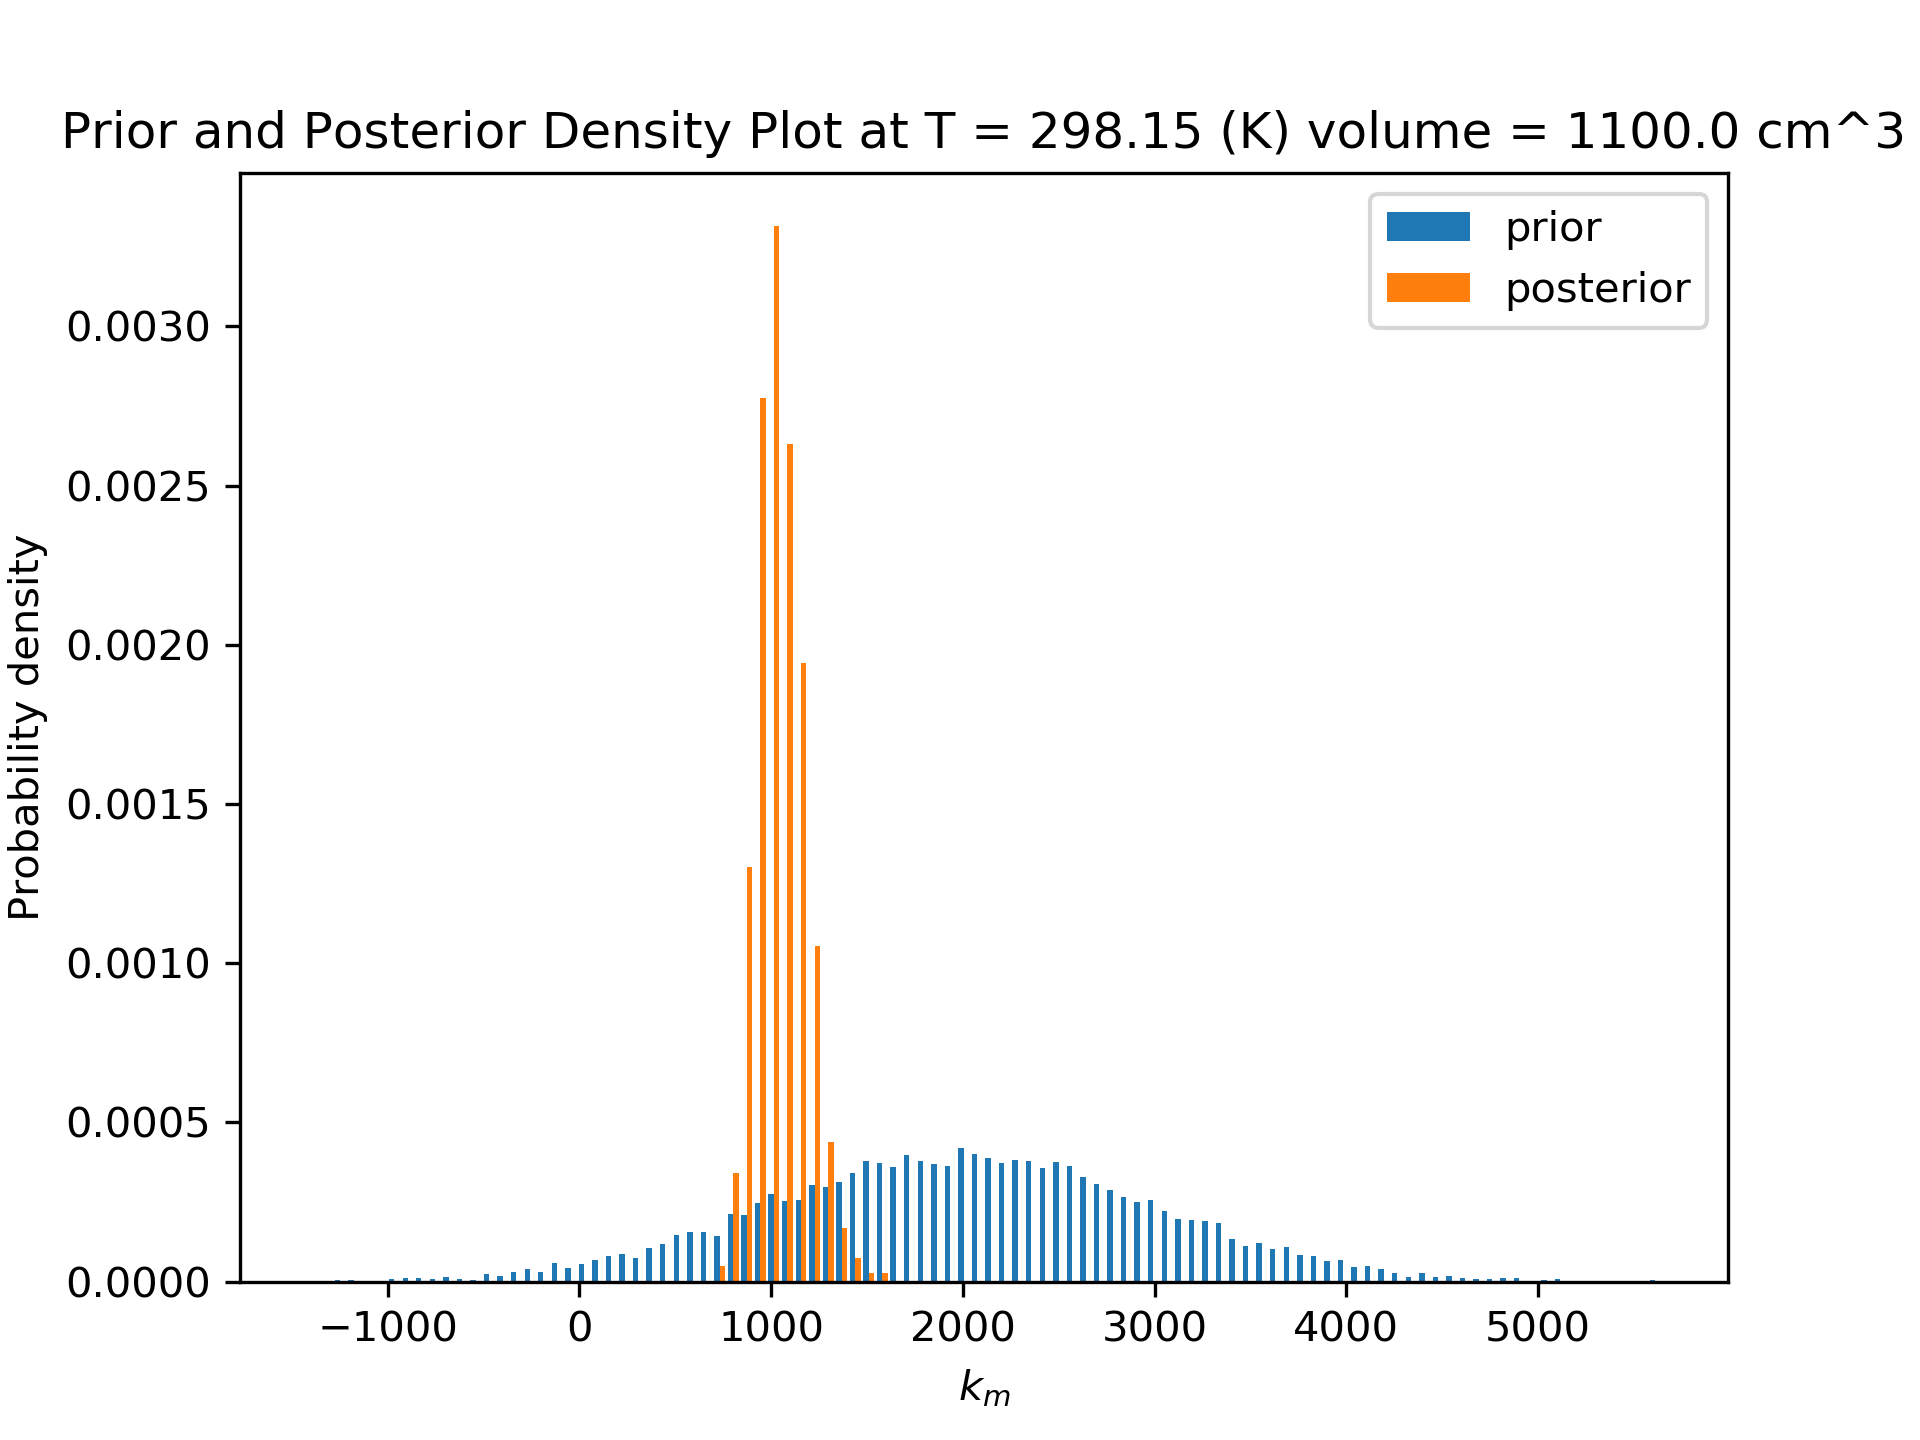 Prior and Posterior Density Plot at T = 298.15 (K) volume = 1100.0 cm^3
prior
posterior
Probability density
0.0030
0.0025
0.0020
0.0015
0.0010
0.0005
0.0000
−1000 0 1000 2000 3000 4000 5000
k_m